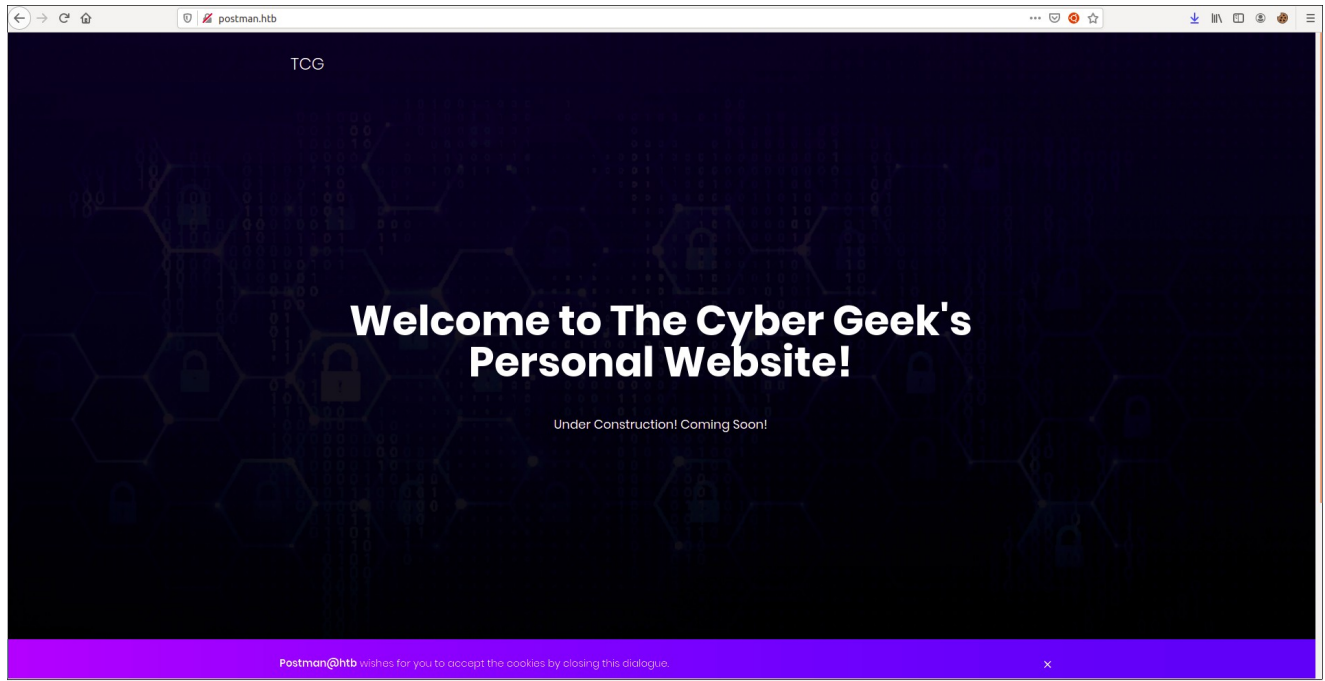 postman.htb
TCG
Welcome to The Cyber Geek's
Personal Website!
Under Construction! Coming Soon!
Postman@htb wishes for you to accept the cookies by closing this dialogue.